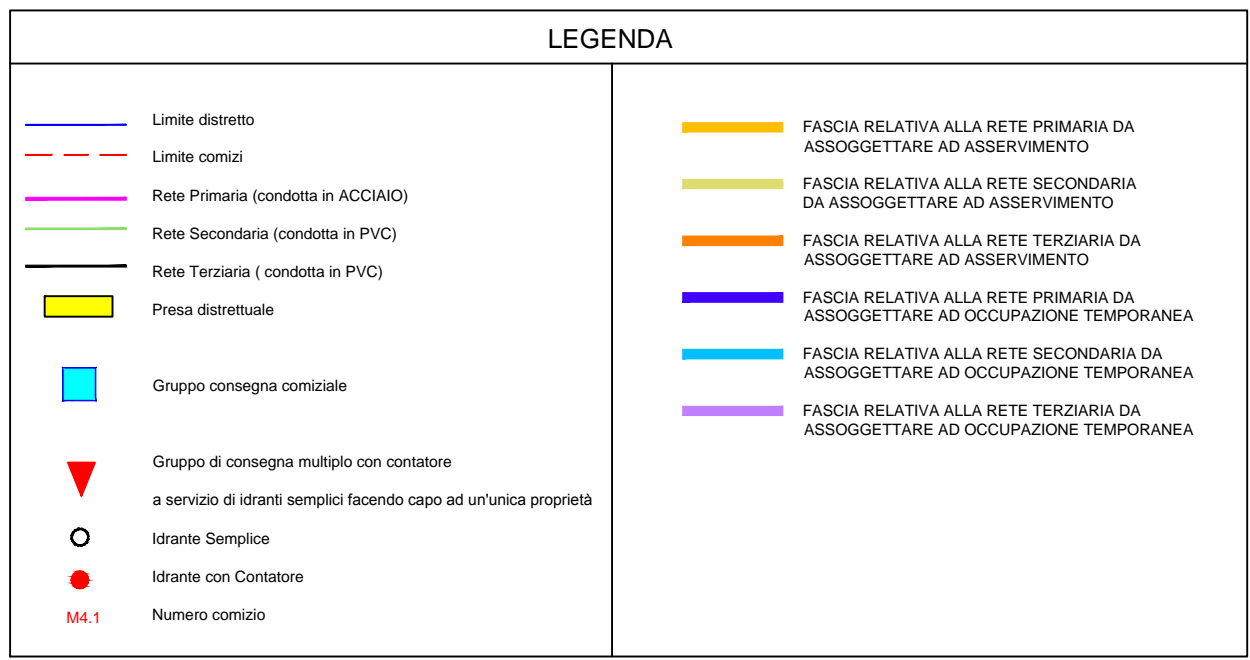 LEGENDA
Limite distretto
Limite comizi
Rete Primaria (condotta in ACCIAIO)
Rete Secondaria (condotta in PVC)
Rete Terziaria ( condotta in PVC)
Presa distrettuale
Gruppo consegna comiziale
Gruppo di consegna multiplo con contatore
a servizio di idranti semplici facendo capo ad un'unica proprietà
Idrante Semplice
Idrante con Contatore
M4.1 Numero comizio
FASCIA RELATIVA ALLA RETE PRIMARIA DA
ASSOGGETTARE AD ASSERVIMENTO
FASCIA RELATIVA ALLA RETE SECONDARIA
DA ASSOGGETTARE AD ASSERVIMENTO
FASCIA RELATIVA ALLA RETE TERZIARIA DA
ASSOGGETTARE AD ASSERVIMENTO
FASCIA RELATIVA ALLA RETE PRIMARIA DA
ASSOGGETTARE AD OCCUPAZIONE TEMPORANEA
FASCIA RELATIVA ALLA RETE SECONDARIA DA
ASSOGGETTARE AD OCCUPAZIONE TEMPORANEA
FASCIA RELATIVA ALLA RETE TERZIARIA DA
ASSOGGETTARE AD OCCUPAZIONE TEMPORANEA